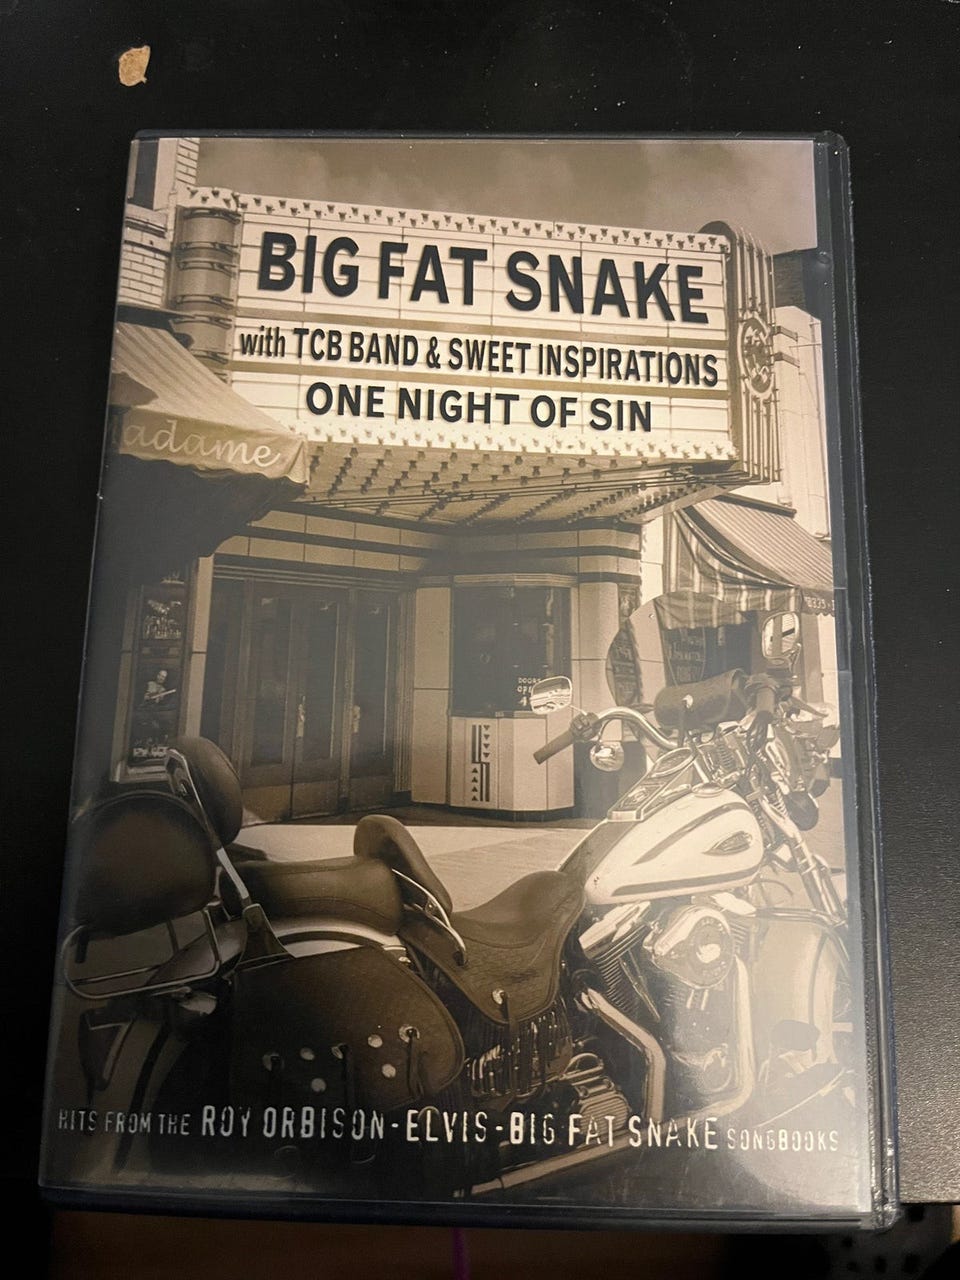 BIG FAT SNAKE
with TCB BAND & SWEET INSPIRATIONS
ONE NIGHT OF SIN
adame
DOORS
HITS FROM THE ROY ORBISON-ELVIS-BIG FAT SNAKE SONGBOOKS